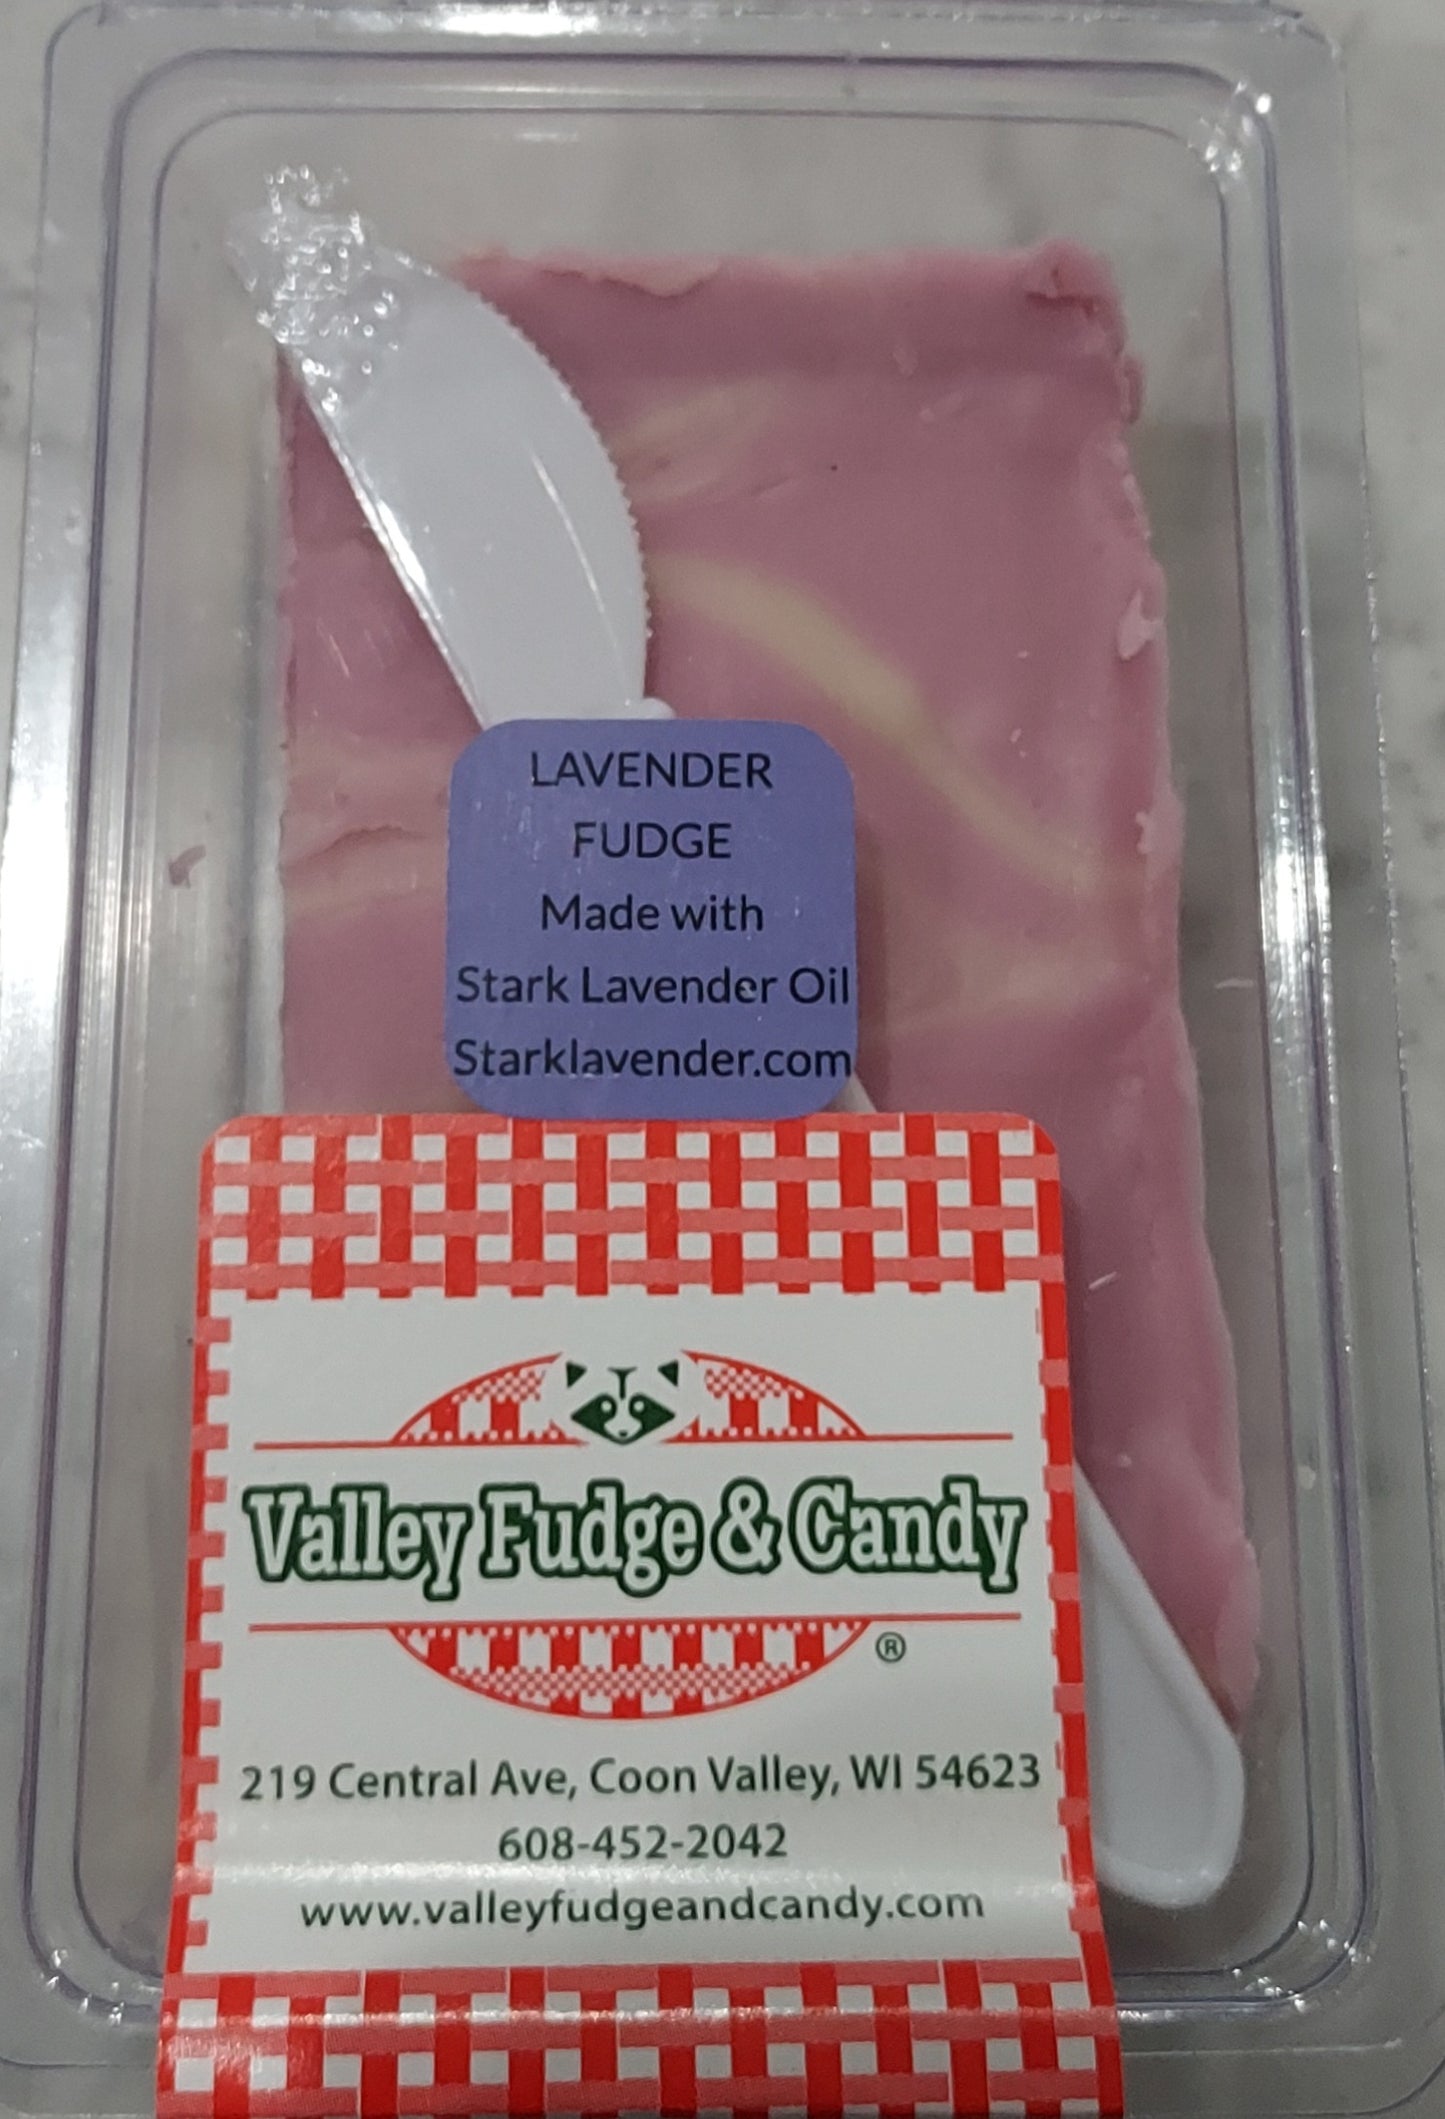 LAVENDER
FUDGE
Made with
Stark Lavender Oil
Starklavender.com
Valley Fudge & Candy
®
219 Central Ave, Coon Valley, WI 54623
608-452-2042
www.valleyfudgeandcandy.com